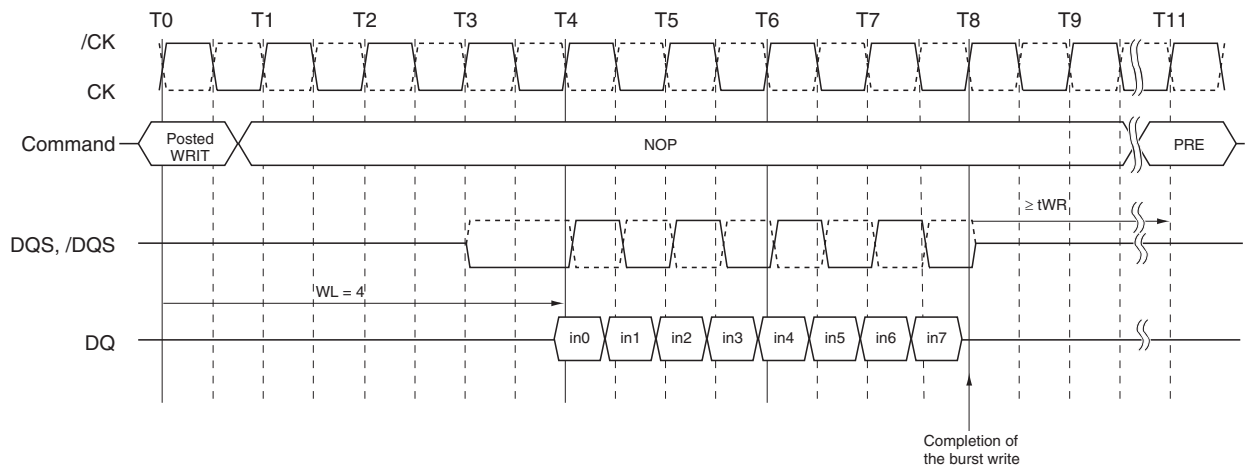 T0 T1 T2 T3 T4 T5 T6 T7 T8 T9 T11
/CK
CK
Command
Posted
WRIT
NOP
PRE
≥ tWR
DQS, /DQS
WL = 4
DQ
in0 in1 in2 in3 in4 in5 in6 in7
Completion of
the burst write